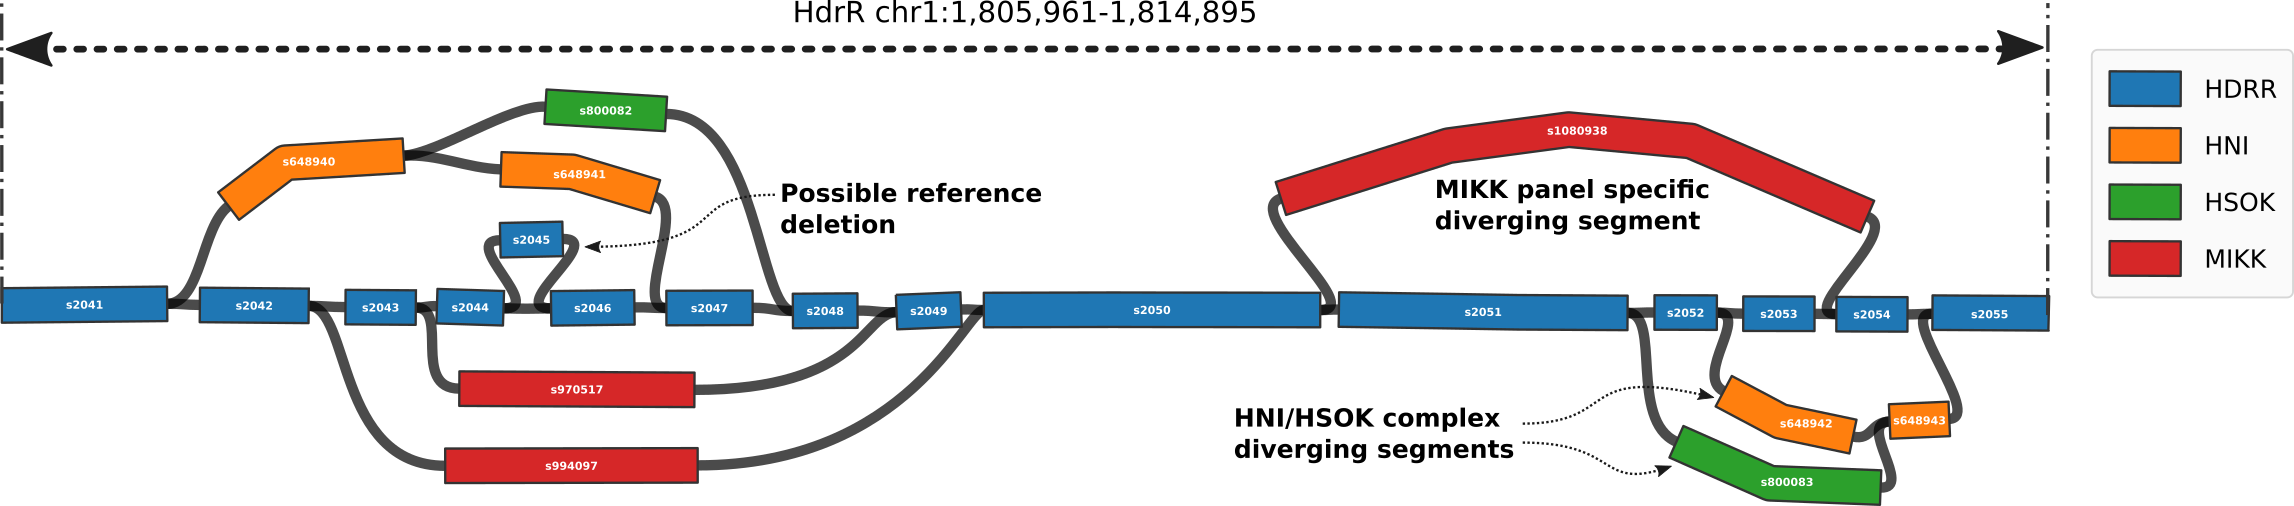 HdrR chr1:1,805,961-1,814,895
HDRR
HNI
HSOK
MIKK
s800082
s648940
s648941
s1080938
Possible reference
deletion
MIKK panel specific
diverging segment
s2045
s2041
s2042
s2043
s2044
s2046
s2047
s2048
s2049
s2050
s2051
s2052
s2053
s2054
s2055
s970517
s994097
HNI/HSOK complex
diverging segments
s648942
s648943
s800083